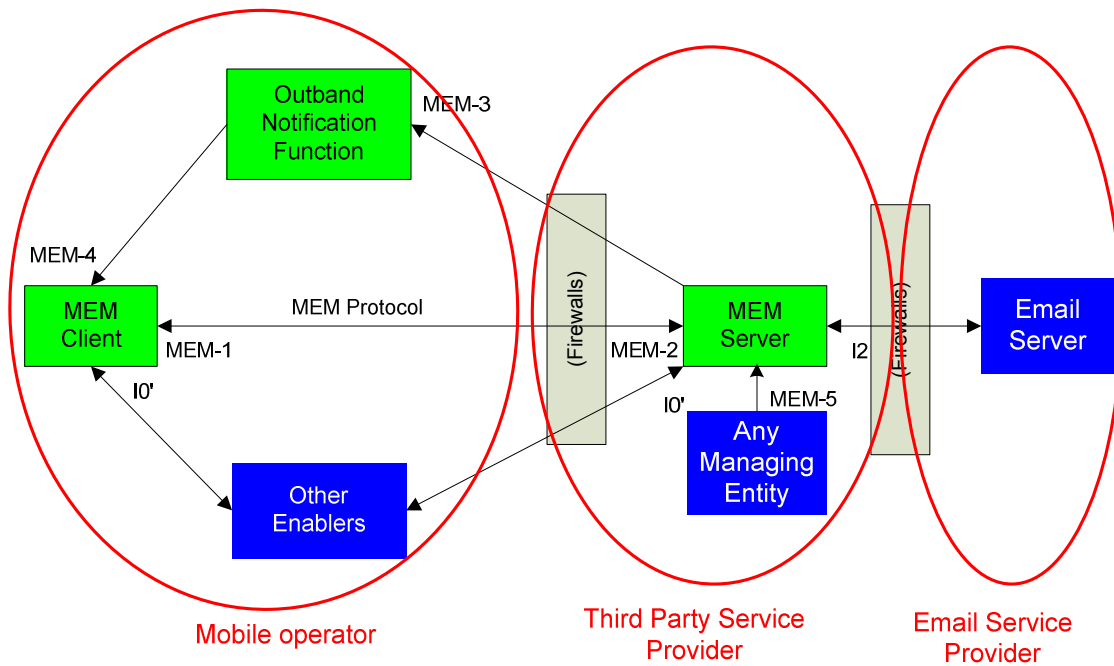 Outband
Notification
Function
MEM-3
MEM-4
MEM
Client
MEM Protocol
MEM-1
I0'
(Firewalls)
MEM-2
MEM
Server
I0'
I2
(Firewalls)
Email
Server
MEM-5
Any
Managing
Entity
Other
Enablers
Mobile operator
Third Party Service
Provider
Email Service
Provider